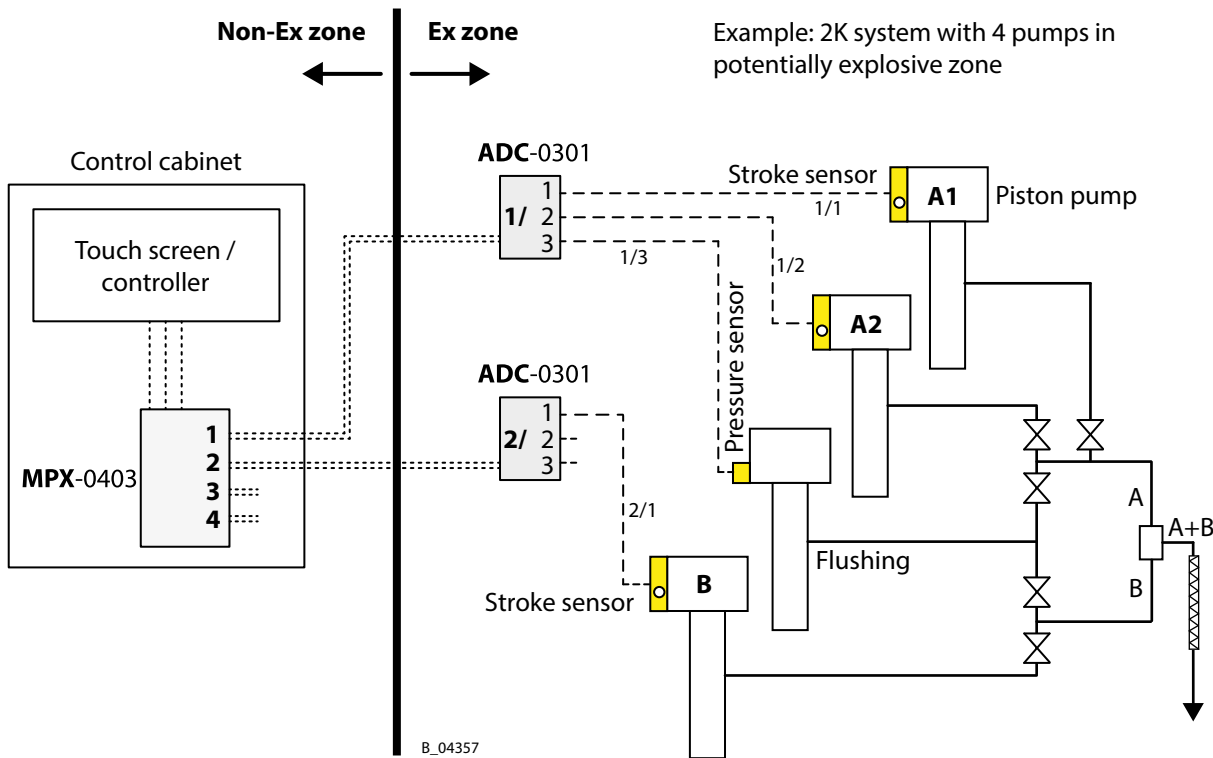 Non-Ex zone
Ex zone
Example: 2K system with 4 pumps in
potentially explosive zone
Control cabinet
Touch screen /
controller
MPX-0403
1
2
3
4
ADC-0301
1/
1
2
3
1/1
1/2
1/3
Stroke sensor
A1
Piston pump
A2
Pressure sensor
ADC-0301
2/
1
2
3
2/1
Flushing
Stroke sensor
B
A
A+B
B
B_04357